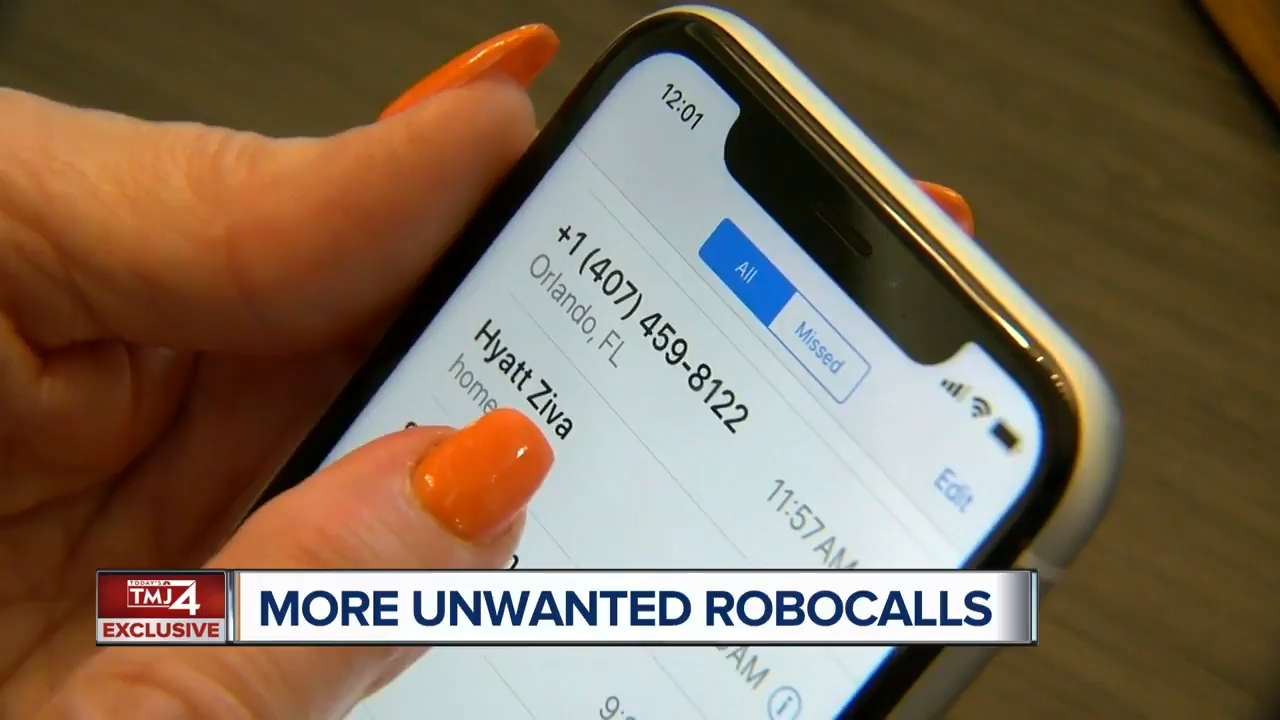 12:01
All
Missed
Edit
+1 (407) 459-8122
Orlando, FL
11:57AM
Hyatt Ziva
home
AM
TODAY'S
TMJ4
EXCLUSIVE
MORE UNWANTED ROBOCALLS